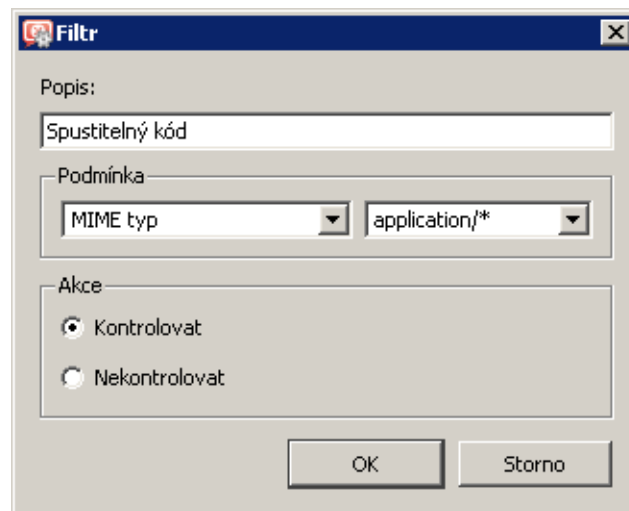 Filtr
Popis:
Spustitelný kód
Podmínka
MIME typ application/*
Akce
Kontrolovat
Nekontrolovat
OK Storno